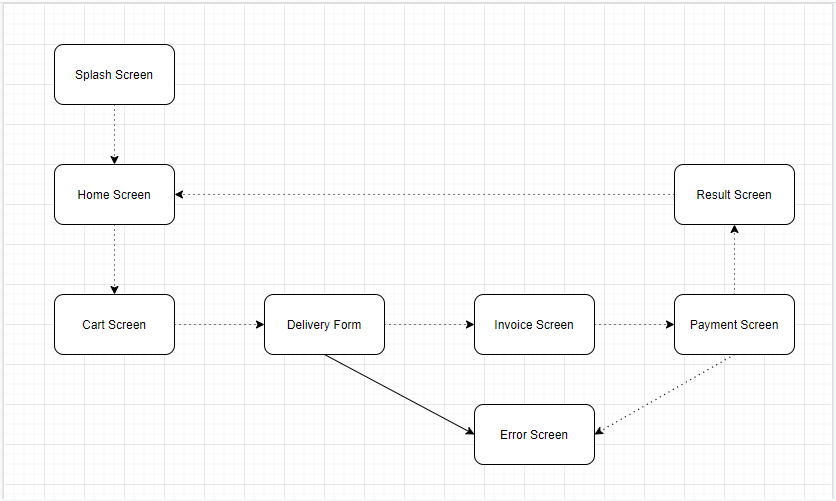 Splash Screen
Home Screen
Result Screen
Cart Screen
Delivery Form
Invoice Screen
Payment Screen
Error Screen